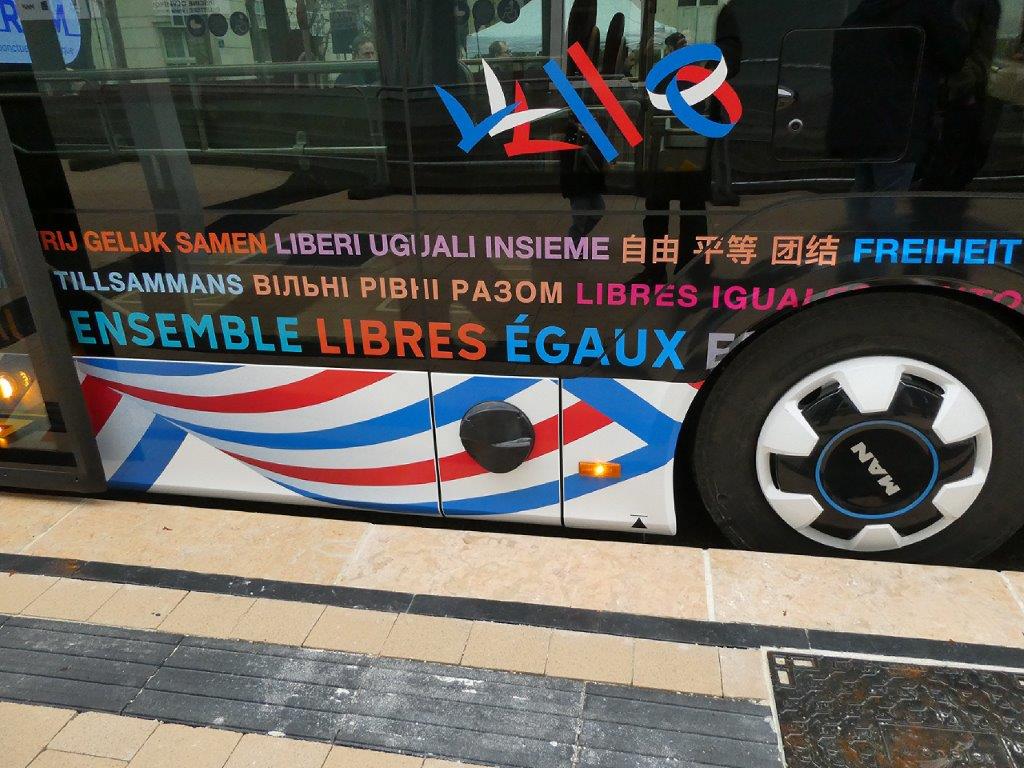 RIJ GELIJK SAMEN LIBERI UGUALI INSIEME 自由 平等 团结 FREIHEIT
TILLSAMMANS ВІЛЬНІ РІВНІ РАЗОМ LIBRES
ENSEMBLE LIBRES ÉGAUX
MAN